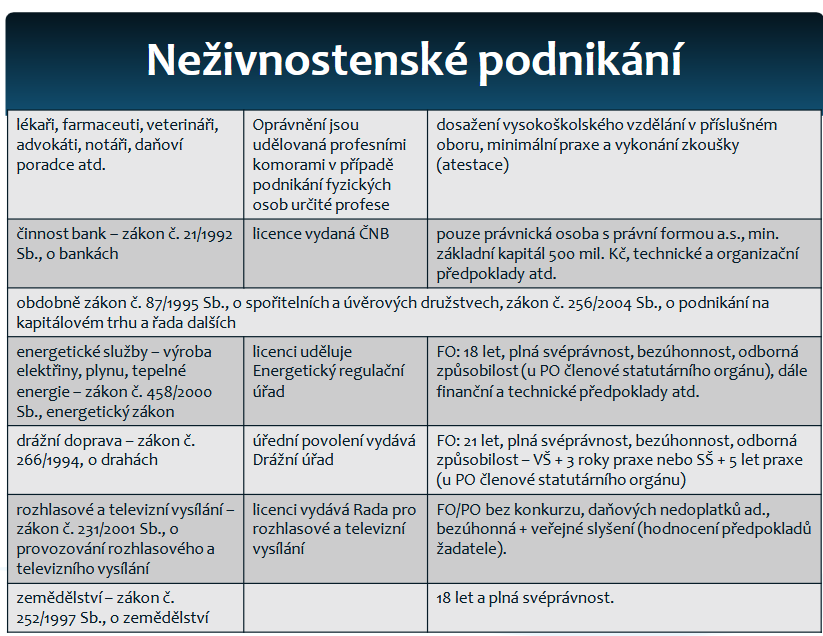 Neživnostenské podnikání
lékaři, farmaceuti, veterináři,
advokáti, notáři, daňoví
poradce atd.
Oprávnění jsou
udělovaná profesními
komorami v případě
podnikání fyzických
osob určité profese
dosažení vysokoškolského vzdělání v příslušném
oboru, minimální praxe a vykonání zkoušky
(atestace)
činnost bank – zákon č. 21/1992
Sb., o bankách
licence vydaná ČNB
pouze právnická osoba s právní formou a.s., min.
základní kapitál 500 mil. Kč, technické a organizační
předpoklady atd.
obdobně zákon č. 87/1995 Sb., o spořitelních a úvěrových družstvech, zákon č. 256/2004 Sb., o podnikání na
kapitálovém trhu a řada dalších
energetické služby – výroba
elektřiny, plynu, tepelné
energie – zákon č. 458/2000
Sb., energetický zákon
licenci uděluje
Energetický regulační
úřad
FO: 18 let, plná svéprávnost, bezúhonnost, odborná
způsobilost (u PO členové statutárního orgánu), dále
finanční a technické předpoklady atd.
drážní doprava – zákon č.
266/1994, o drahách
úřední povolení vydává
Drážní úřad
FO: 21 let, plná svéprávnost, bezúhonnost, odborná
způsobilost – VŠ + 3 roky praxe nebo SŠ + 5 let praxe
(u PO členové statutárního orgánu)
rozhlasové a televizní vysílání –
zákon č. 231/2001 Sb., o
provozování rozhlasového a
televizního vysílání
licenci vydává Rada pro
rozhlasové a televizní
vysílání
FO/PO bez konkurzu, daňových nedoplatků ad.,
bezúhonná + veřejné slyšení (hodnocení předpokladů
žadatele).
zemědělství – zákon č.
252/1997 Sb., o zemědělství
18 let a plná svéprávnost.